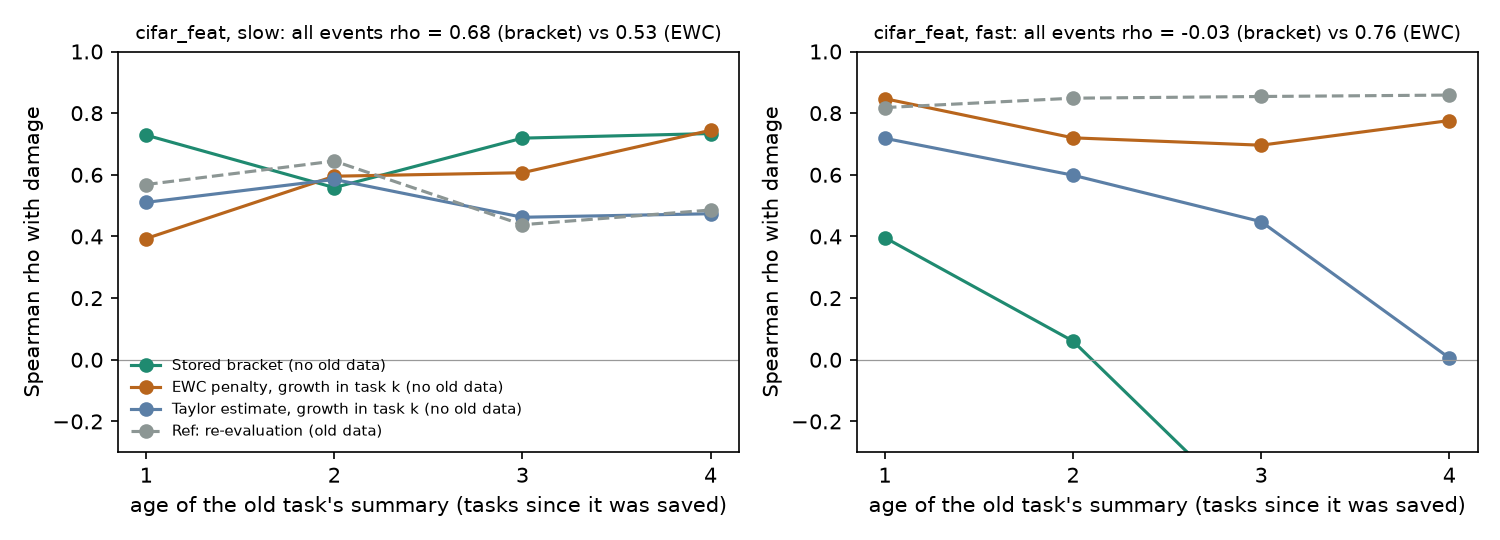 cifar_feat, slow: all events rho = 0.68 (bracket) vs 0.53 (EWC)
1.0
0.8
0.6
0.4
0.2
0.0
−0.2
Spearman rho with damage
Stored bracket (no old data)
EWC penalty, growth in task k (no old data)
Taylor estimate, growth in task k (no old data)
Ref: re-evaluation (old data)
1 2 3 4
age of the old task's summary (tasks since it was saved)
cifar_feat, fast: all events rho = -0.03 (bracket) vs 0.76 (EWC)
1.0
0.8
0.6
0.4
0.2
0.0
−0.2
Spearman rho with damage
1 2 3 4
age of the old task's summary (tasks since it was saved)